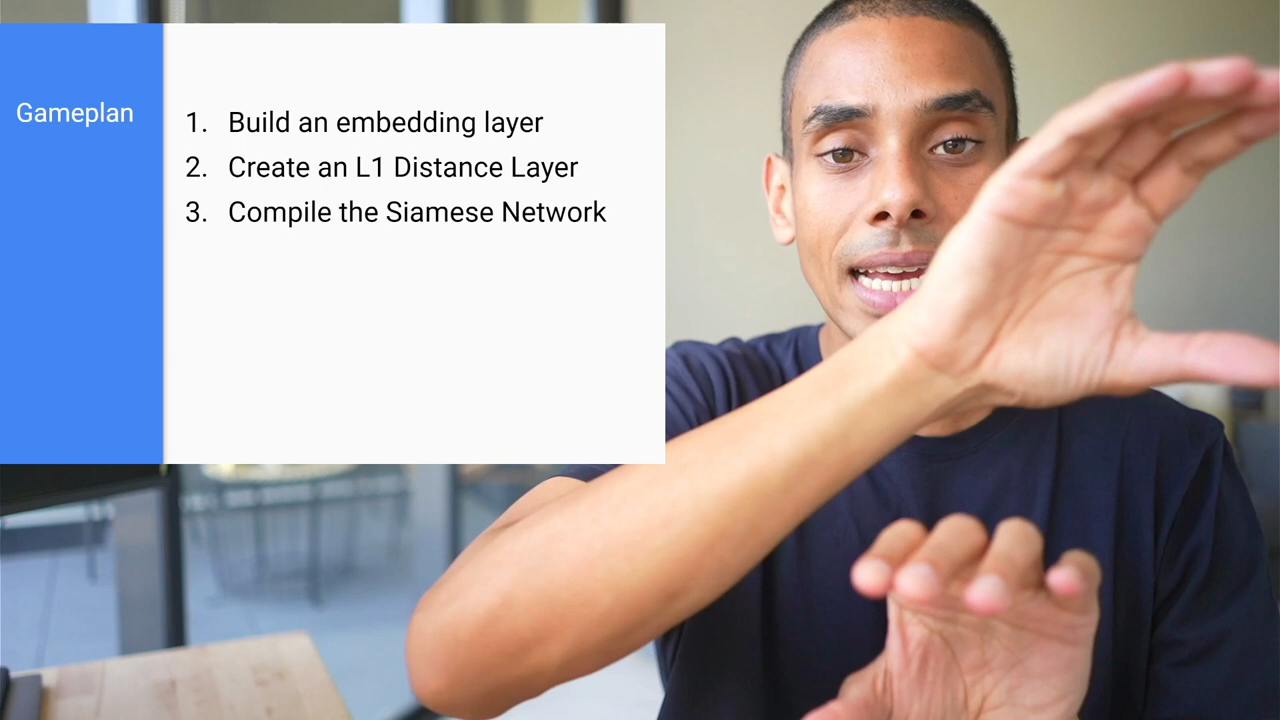 Gameplan
1. Build an embedding layer
2. Create an L1 Distance Layer
3. Compile the Siamese Network